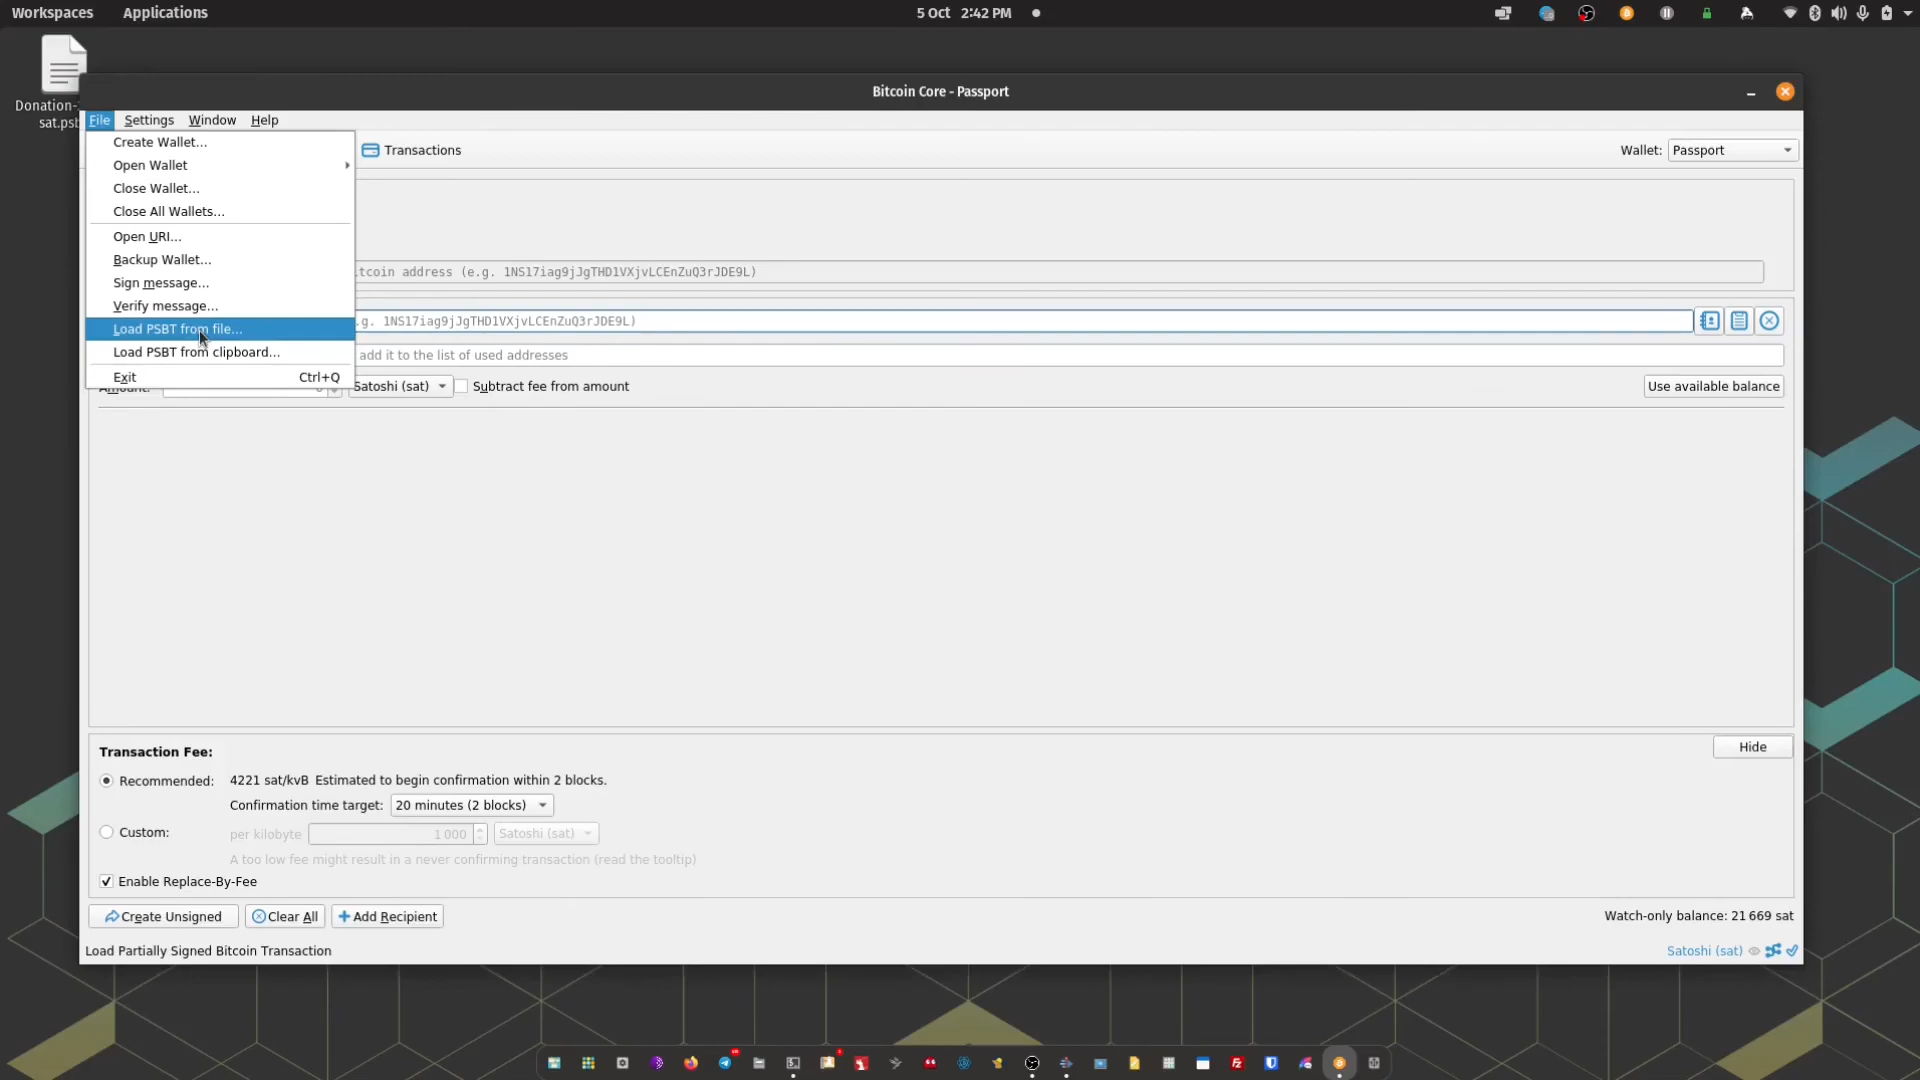 Workspaces Applications 5 Oct 2:42 PM
Donation-
sat.psb
Bitcoin Core - Passport
File Settings Window Help
Create Wallet...
Open Wallet
Close Wallet...
Close All Wallets...
Open URI...
Backup Wallet...
Sign message...
Verify message...
Load PSBT from file...
Load PSBT from clipboard...
Exit Ctrl+Q
Transactions
Wallet: Passport
tcoin address (e.g. 1NS17iag9jJgTHD1VXjvLCEnZuQ3rJDE9L)
.g. 1NS17iag9jJgTHD1VXjvLCEnZuQ3rJDE9L)
add it to the list of used addresses
Amount: Satoshi (sat) Subtract fee from amount Use available balance
Transaction Fee: Hide
Recommended: 4221 sat/kvB Estimated to begin confirmation within 2 blocks.
Confirmation time target: 20 minutes (2 blocks)
Custom: per kilobyte 1 000 Satoshi (sat)
A too low fee might result in a never confirming transaction (read the tooltip)
Enable Replace-By-Fee
Create Unsigned Clear All Add Recipient Watch-only balance: 21 669 sat
Load Partially Signed Bitcoin Transaction Satoshi (sat)